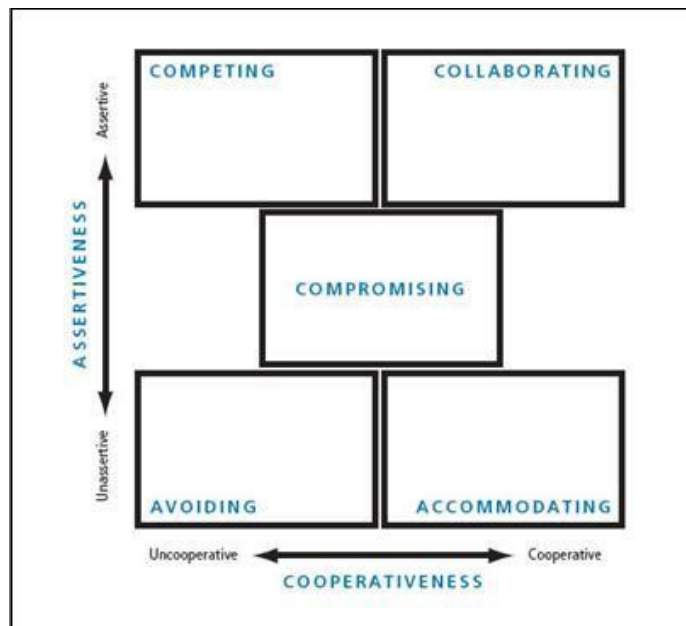 COMPETING
COLLABORATING
Assertive
ASSERTIVENESS
COMPROMISING
Unassertive
AVOIDING
ACCOMMODATING
Uncooperative
Cooperative
COOPERATIVENESS